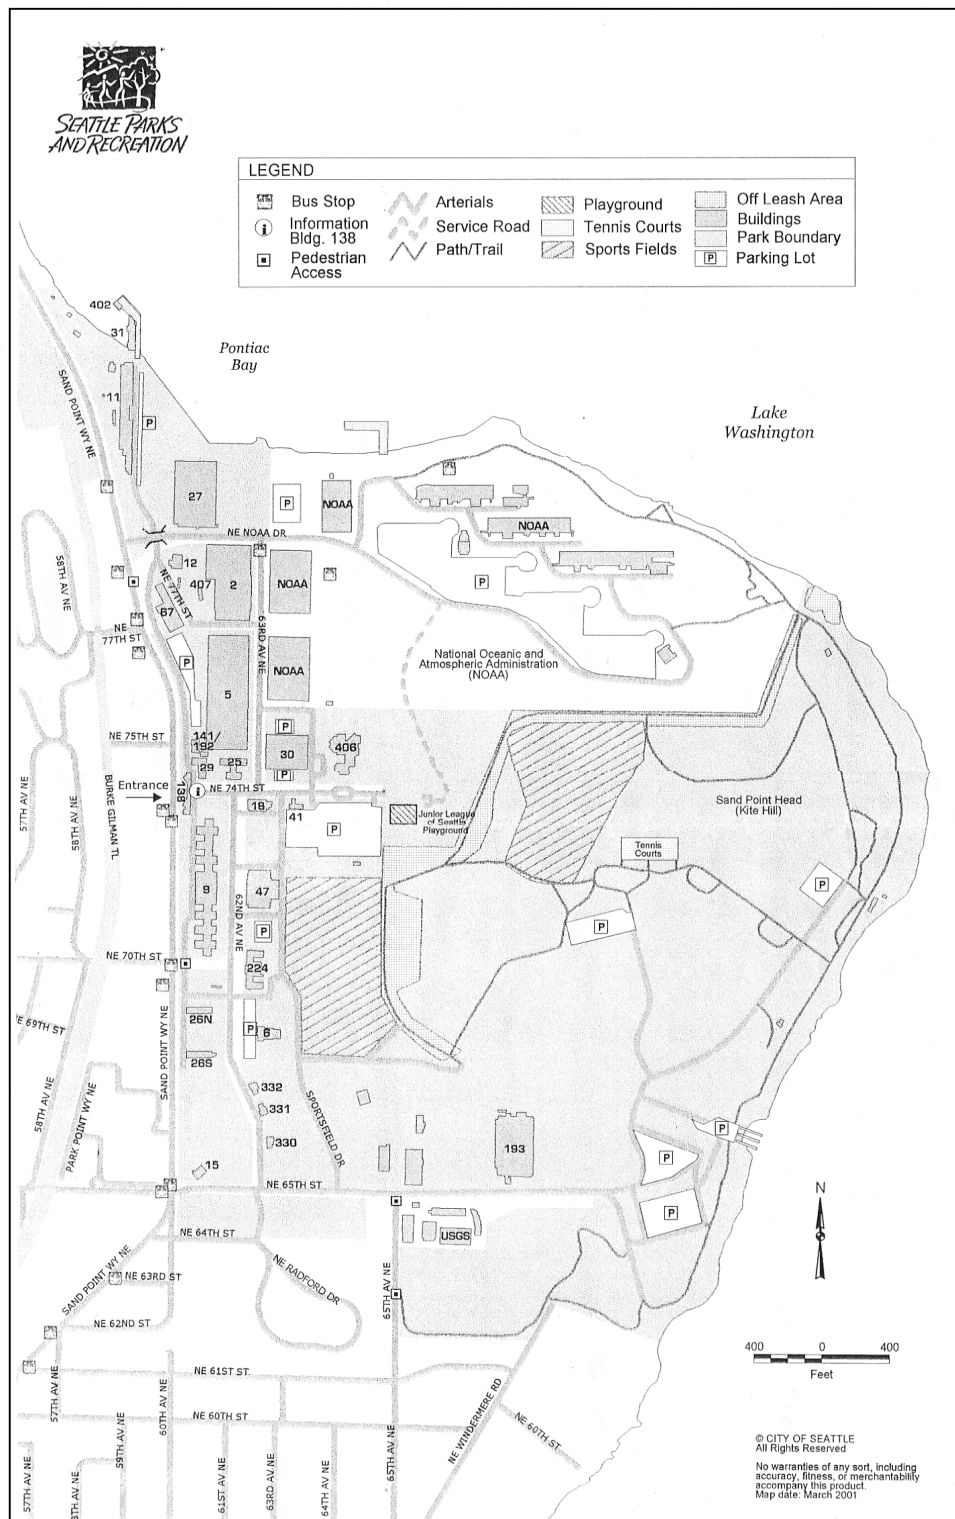 SEATTLE PARKS
AND RECREATION
LEGEND
Bus Stop
Information
Bldg. 138
Pedestrian
Access
Arterials
Service Road
Path/Trail
Playground
Tennis Courts
Sports Fields
Off Leash Area
Buildings
Park Boundary
P Parking Lot
402
31
Pontiac
Bay
11
SAND POINT WY NE
P
Lake
Washington
27
P
NOAA
NOAA
NE NOAA DR
12
NE 77TH ST
407
2
NOAA
P
58TH AV NE
67
NE
77TH ST
63RD AV NE
P
National Oceanic and
Atmospheric Administration
(NOAA)
5
NOAA
NE 75TH ST
141/
192
P
30
P
406
29
25
Entrance
138
NE 74TH ST
57TH AV NE
58TH AV NE
BURKE GILMAN TL
18
41
P
Junior League
of Seattle
Playground
Sand Point Head
(Kite Hill)
Tennis
Courts
P
9
62ND AV NE
47
P
P
NE 70TH ST
224
26N
P
6
NE 69TH ST
SAND POINT WY NE
26S
58TH AV NE
PARK POINT WY NE
332
331
330
SPORTSFIELD DR
15
193
P
P
P
NE 65TH ST
USGS
N
NE 64TH ST
SAND POINT WY NE
NE 63RD ST
NE RADFORD DR
65TH AV NE
NE 62ND ST
400 0 400
Feet
NE 61ST ST
57TH AV NE
60TH AV NE
NE 60TH ST
NE WINDERMERE RD
NE 60TH ST
57TH AV NE
59TH AV NE
61ST AV NE
63RD AV NE
64TH AV NE
65TH AV NE
© CITY OF SEATTLE
All Rights Reserved
No warranties of any sort, including
accuracy, fitness, or merchantability
accompany this product.
Map date: March 2001